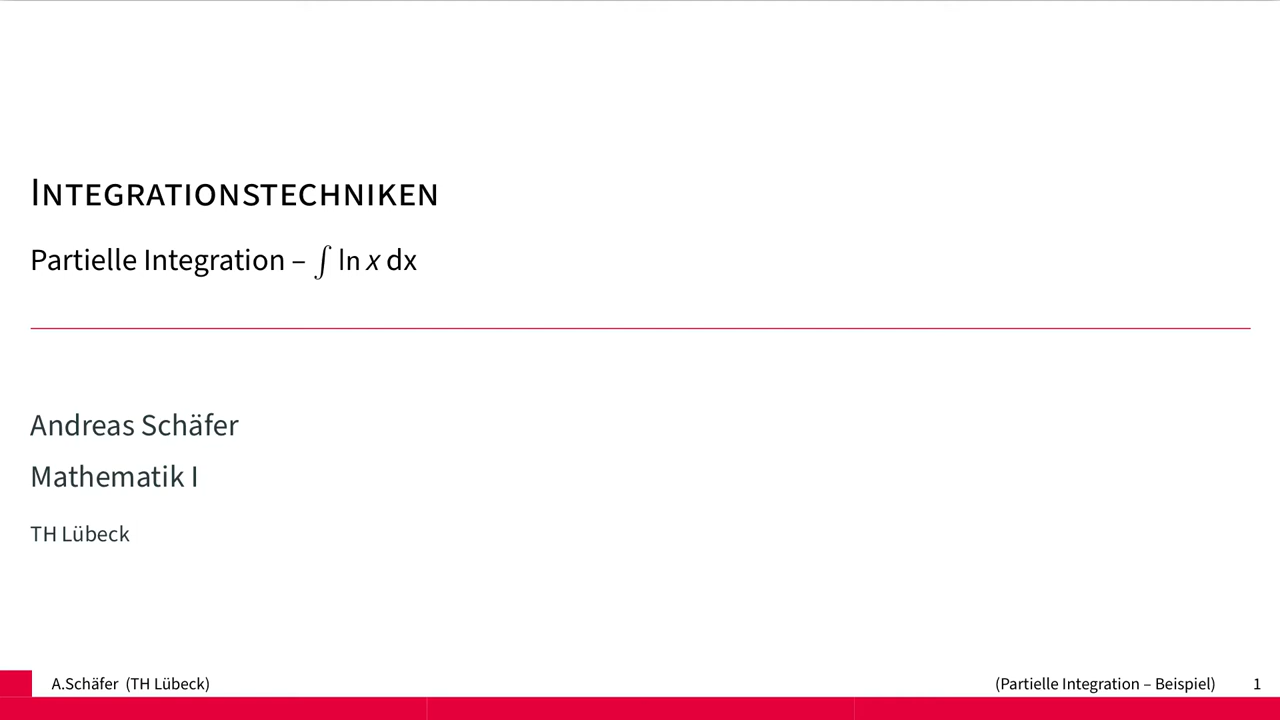 Integrationstechniken
Partielle Integration – ∫ ln x dx
Andreas Schäfer
Mathematik I
TH Lübeck
A.Schäfer (TH Lübeck) (Partielle Integration – Beispiel) 1